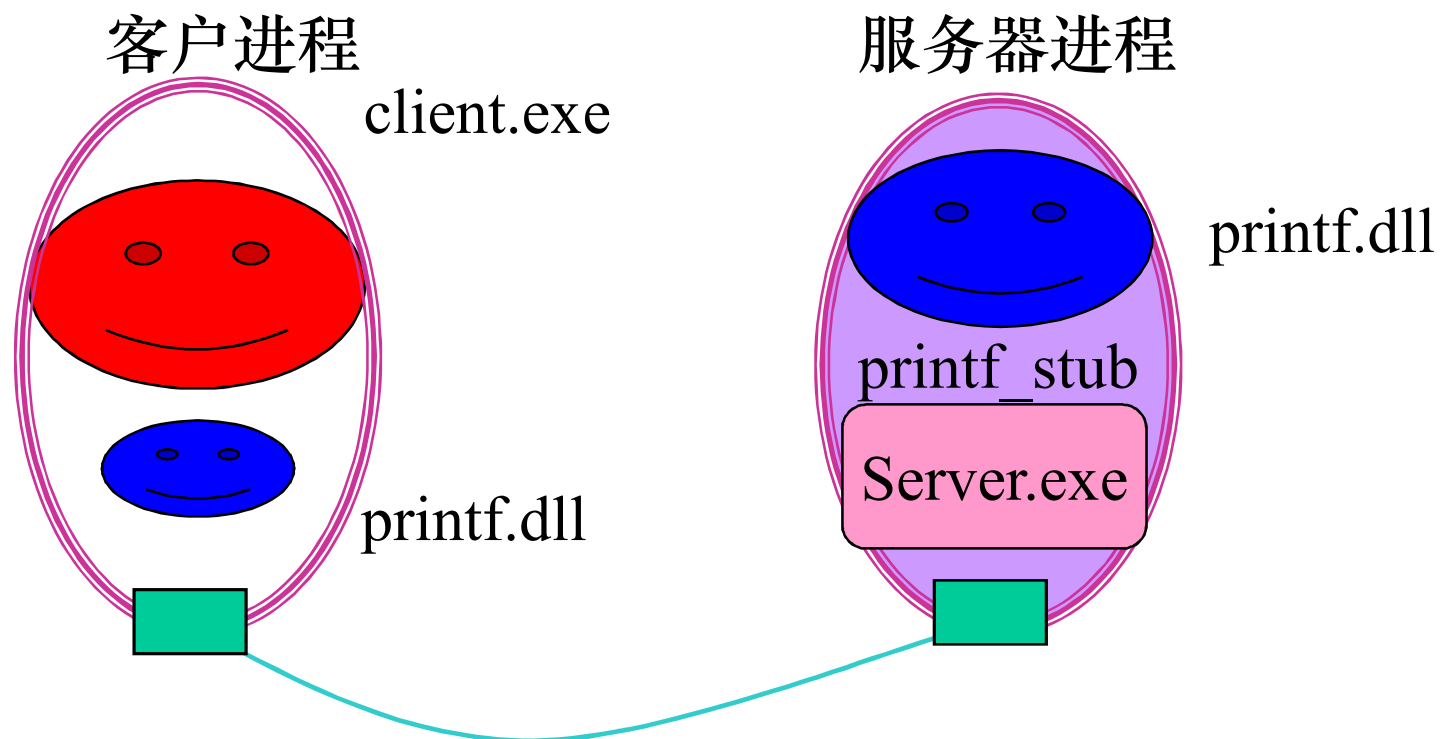 客户进程
client.exe
printf.dll
服务器进程
printf.dll
printf_stub
Server.exe